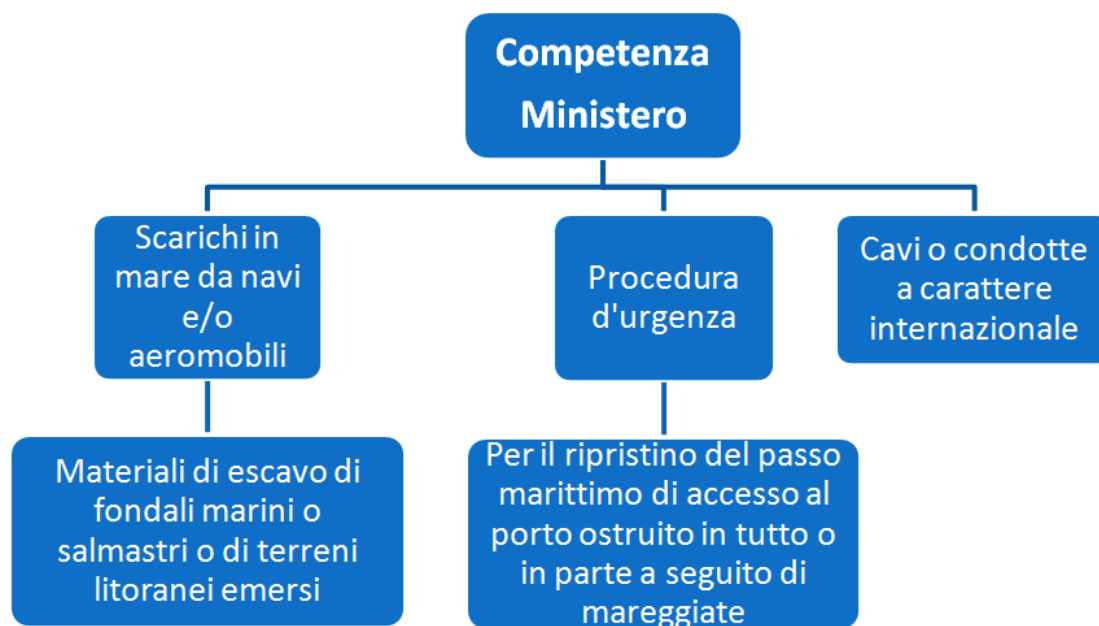 Competenza
Ministero
Scarichi in
mare da navi
e/o
aeromobili
Procedura
d'urgenza
Cavi o condotte
a carattere
internazionale
Materiali di escavo di
fondali marini o
salmastri o di terreni
litoranei emersi
Per il ripristino del passo
marittimo di accesso al
porto ostruito in tutto o
in parte a seguito di
mareggiate